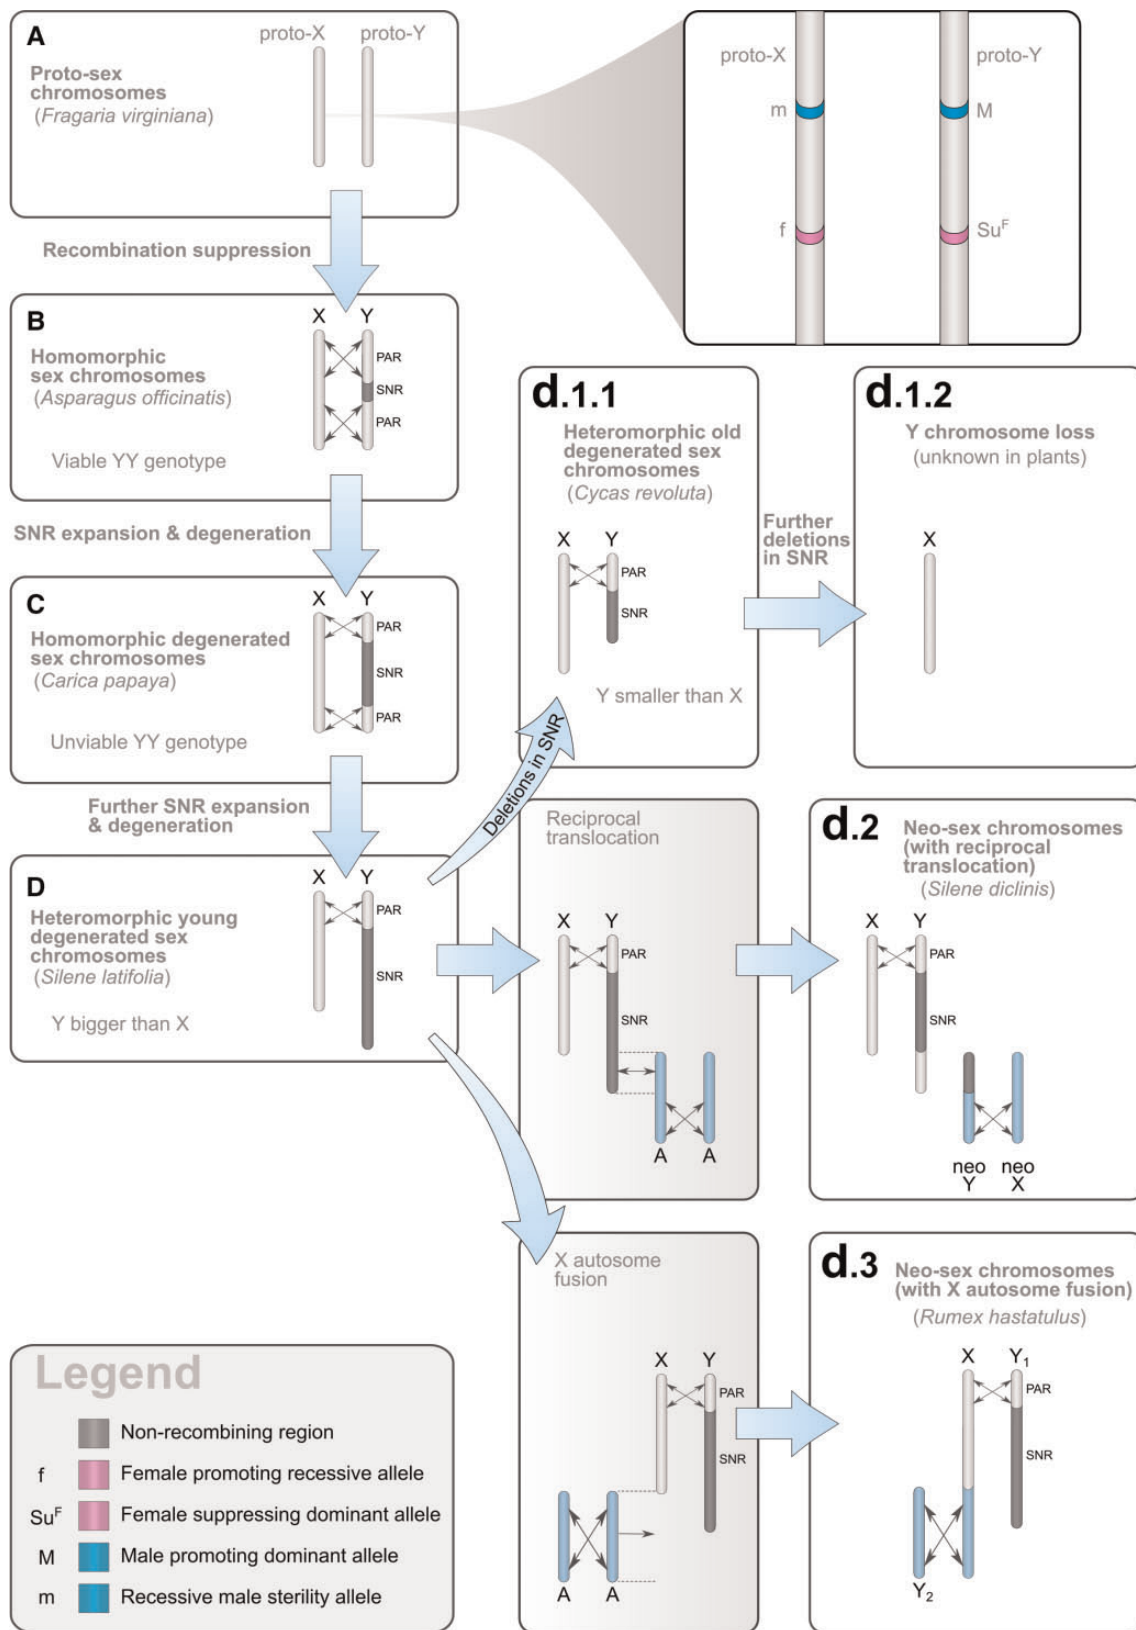 A
proto-X
proto-Y
Proto-sex
chromosomes
(Fragaria virginiana)
proto-X
proto-Y
m
M
f
Su^F
Recombination suppression
B
X
Y
Homomorphic
sex chromosomes
(Asparagus officinatis)
PAR
SNR
PAR
Viable YY genotype
SNR expansion & degeneration
C
X
Y
Homomorphic degenerated
sex chromosomes
(Carica papaya)
PAR
SNR
PAR
Unviable YY genotype
Further SNR expansion
& degeneration
D
X
Y
Heteromorphic young
degenerated sex
chromosomes
(Silene latifolia)
PAR
SNR
Y bigger than X
Deletions in SNR
d.1.1
Heteromorphic old
degenerated sex
chromosomes
(Cycas revoluta)
X
Y
PAR
SNR
Y smaller than X
Further
deletions
in SNR
d.1.2
Y chromosome loss
(unknown in plants)
X
Reciprocal
translocation
X
Y
PAR
SNR
A
A
d.2
Neo-sex chromosomes
(with reciprocal
translocation)
(Silene diclinis)
X
Y
PAR
SNR
neo
Y
neo
X
X autosome
fusion
X
Y
PAR
SNR
A
A
d.3
Neo-sex chromosomes
(with X autosome fusion)
(Rumex hastatulus)
X
Y1
PAR
SNR
Y2
Legend
Non-recombining region
f
Female promoting recessive allele
Su^F
Female suppressing dominant allele
M
Male promoting dominant allele
m
Recessive male sterility allele